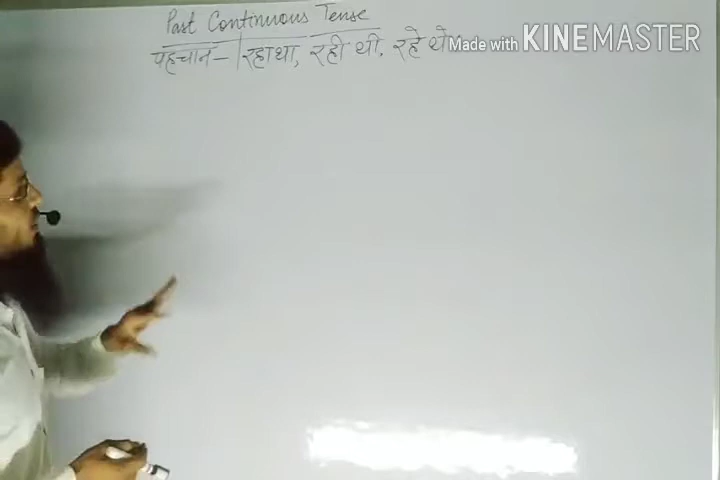 Past Continuous Tense
पहचान - | रहा था, रही थी, रहे थे
Made with KINEMASTER